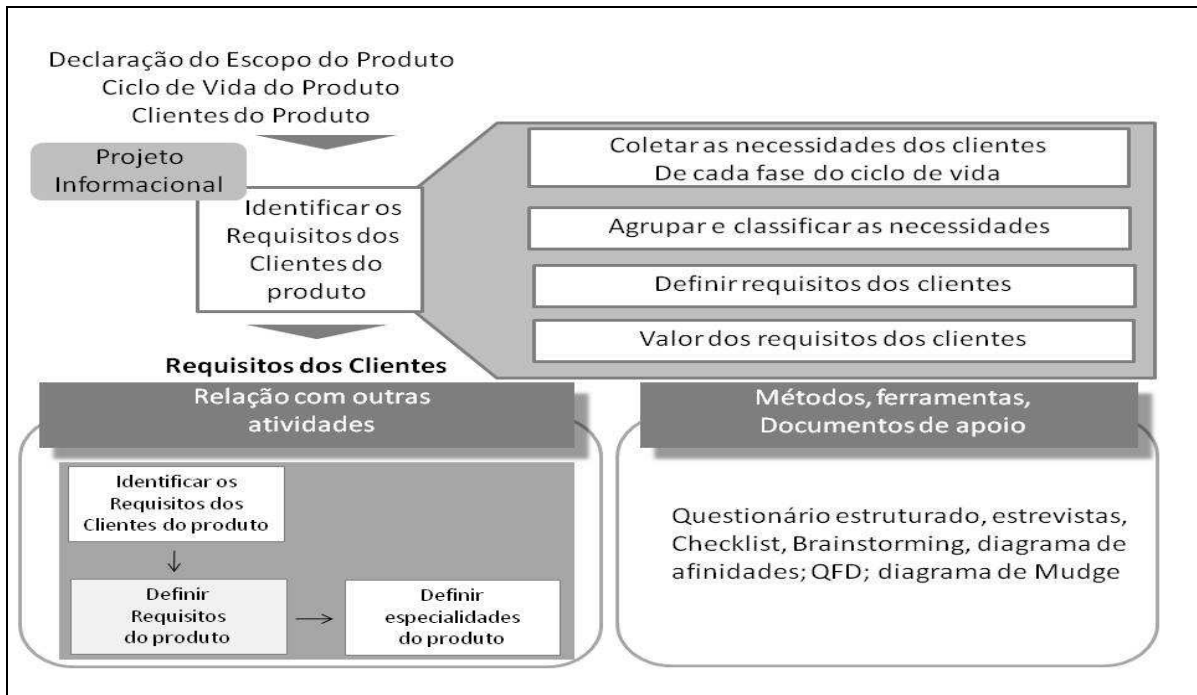 Declaração do Escopo do Produto
Ciclo de Vida do Produto
Clientes do Produto
Projeto
Informacional
Identificar os
Requisitos dos
Clientes do
produto
Requisitos dos Clientes
Coletar as necessidades dos clientes
De cada fase do ciclo de vida
Agrupar e classificar as necessidades
Definir requisitos dos clientes
Valor dos requisitos dos clientes
Relação com outras
atividades
Identificar os
Requisitos dos
Clientes do produto
Definir
Requisitos
do produto
Definir
especialidades
do produto
Métodos, ferramentas,
Documentos de apoio
Questionário estruturado, estrevistas,
Checklist, Brainstorming, diagrama de
afinidades; QFD; diagrama de Mudge